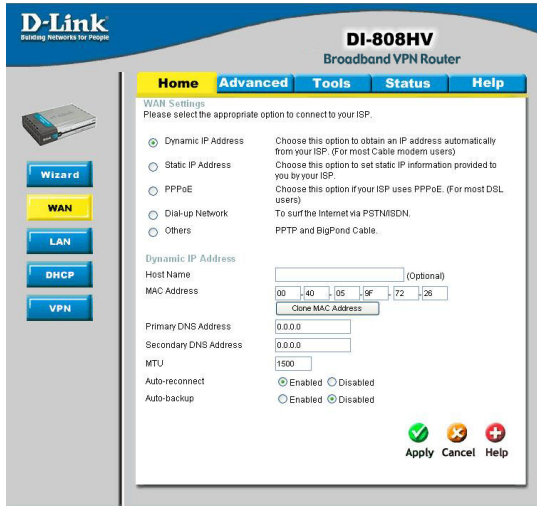 D-Link
Building Networks for People
DI-808HV
Broadband VPN Router
Home Advanced Tools Status Help
Wizard
WAN
LAN
DHCP
VPN
WAN Settings
Please select the appropriate option to connect to your ISP.
Dynamic IP Address Choose this option to obtain an IP address automatically
from your ISP. (For most Cable modem users)
Static IP Address Choose this option to set static IP information provided to
you by your ISP.
PPPoE Choose this option if your ISP uses PPPoE. (For most DSL
users)
Dial-up Network To surf the Internet via PSTN/ISDN.
Others PPTP and BigPond Cable.
Dynamic IP Address
Host Name (Optional)
MAC Address 00 - 40 - 05 - 9F - 72 - 26
Clone MAC Address
Primary DNS Address 0.0.0.0
Secondary DNS Address 0.0.0.0
MTU 1500
Auto-reconnect Enabled Disabled
Auto-backup Enabled Disabled
Apply Cancel Help